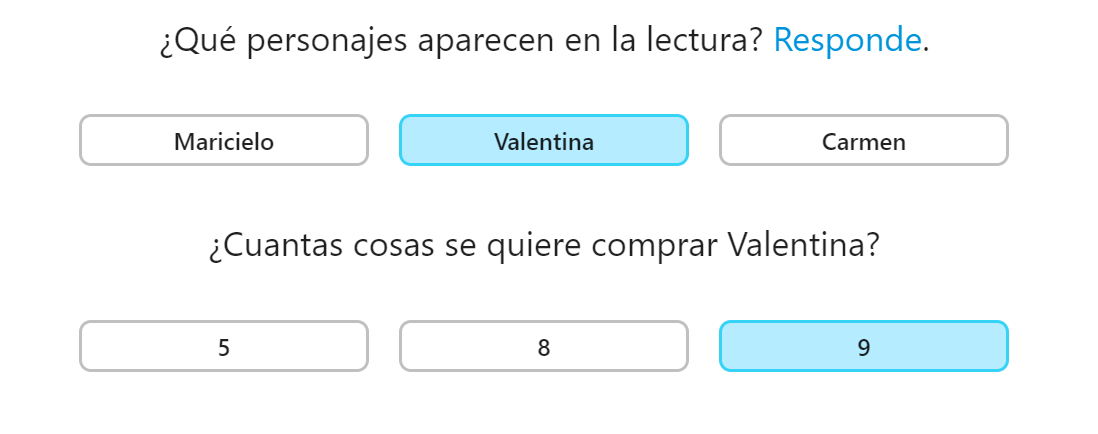 ¿Qué personajes aparecen en la lectura? Responde.
Maricielo Valentina Carmen
¿Cuantas cosas se quiere comprar Valentina?
5 8 9